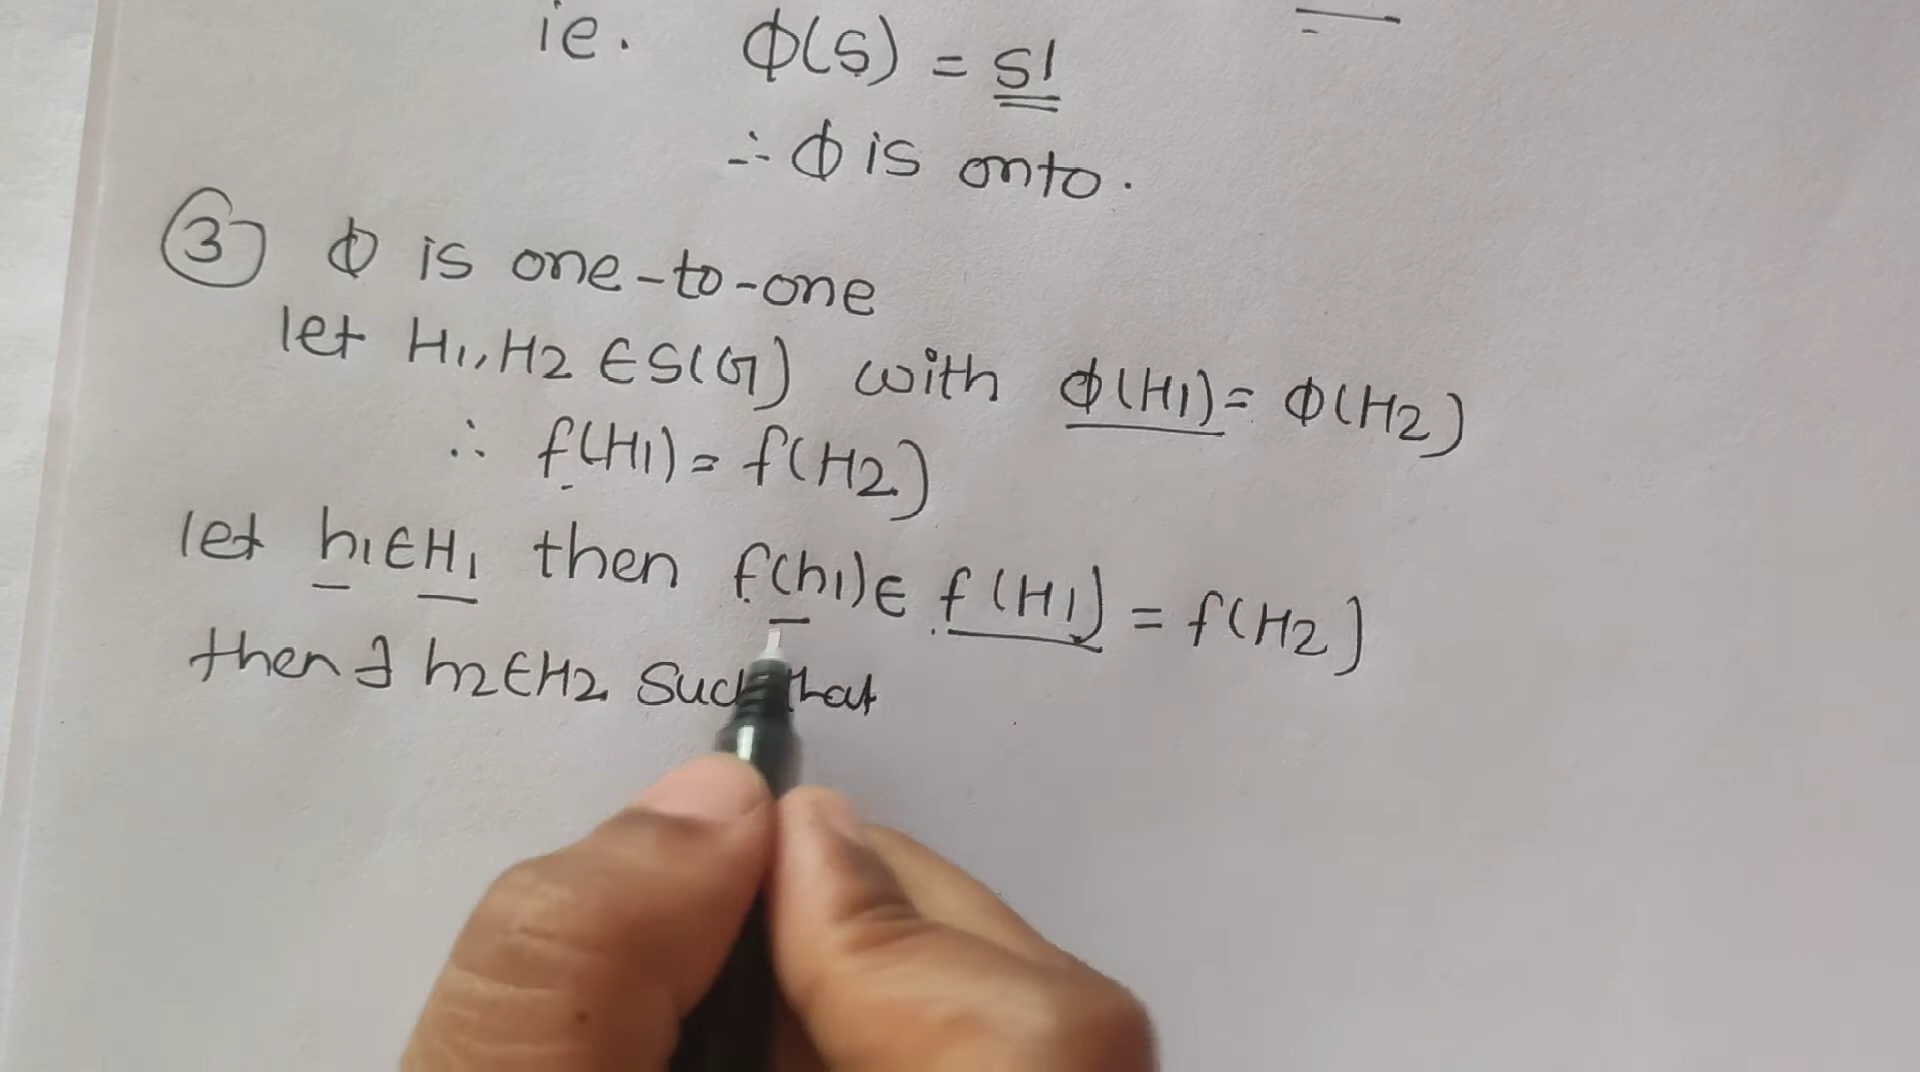 ie. ϕ(S) = S'
∴ ϕ is onto.
③ ϕ is one-to-one
let H1, H2 ∈ S(G) with ϕ(H1) = ϕ(H2)
∴ f(H1) = f(H2)
let h1 ∈ H1 then f(h1) ∈ f(H1) = f(H2)
then ∃ h2 ∈ H2 such that